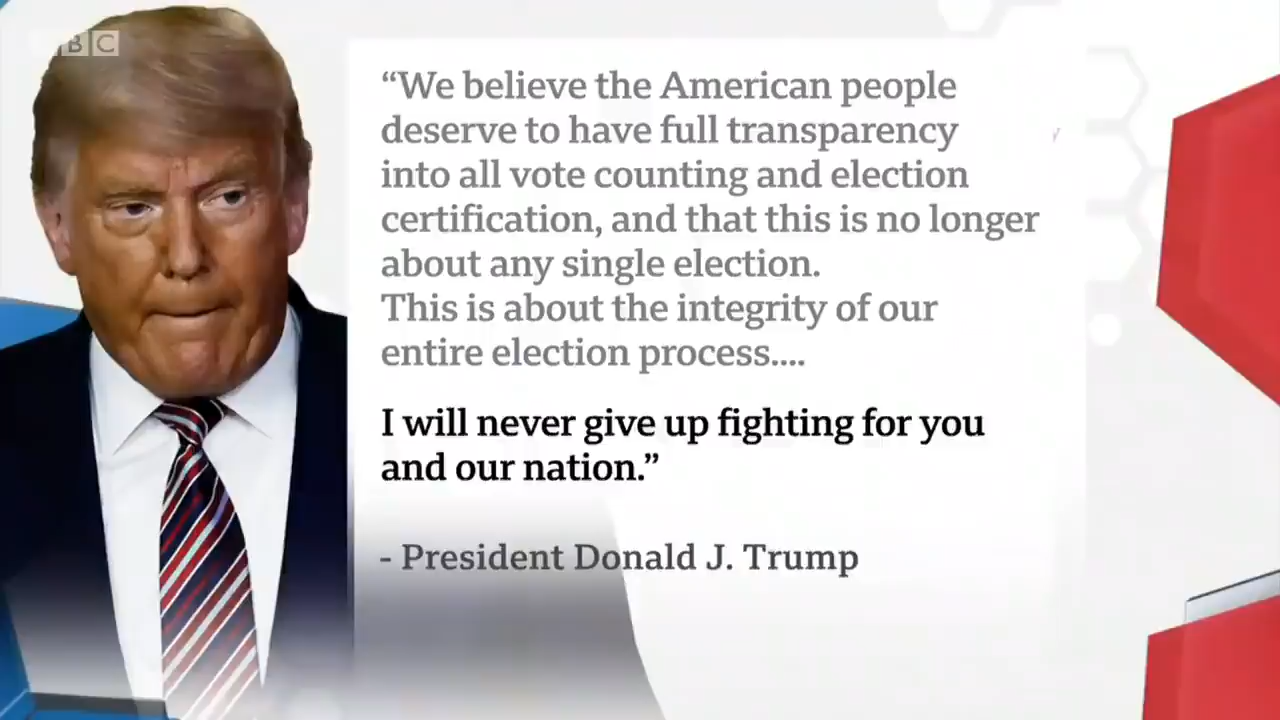 BBC
“We believe the American people
deserve to have full transparency
into all vote counting and election
certification, and that this is no longer
about any single election.
This is about the integrity of our
entire election process....
I will never give up fighting for you
and our nation.”
- President Donald J. Trump